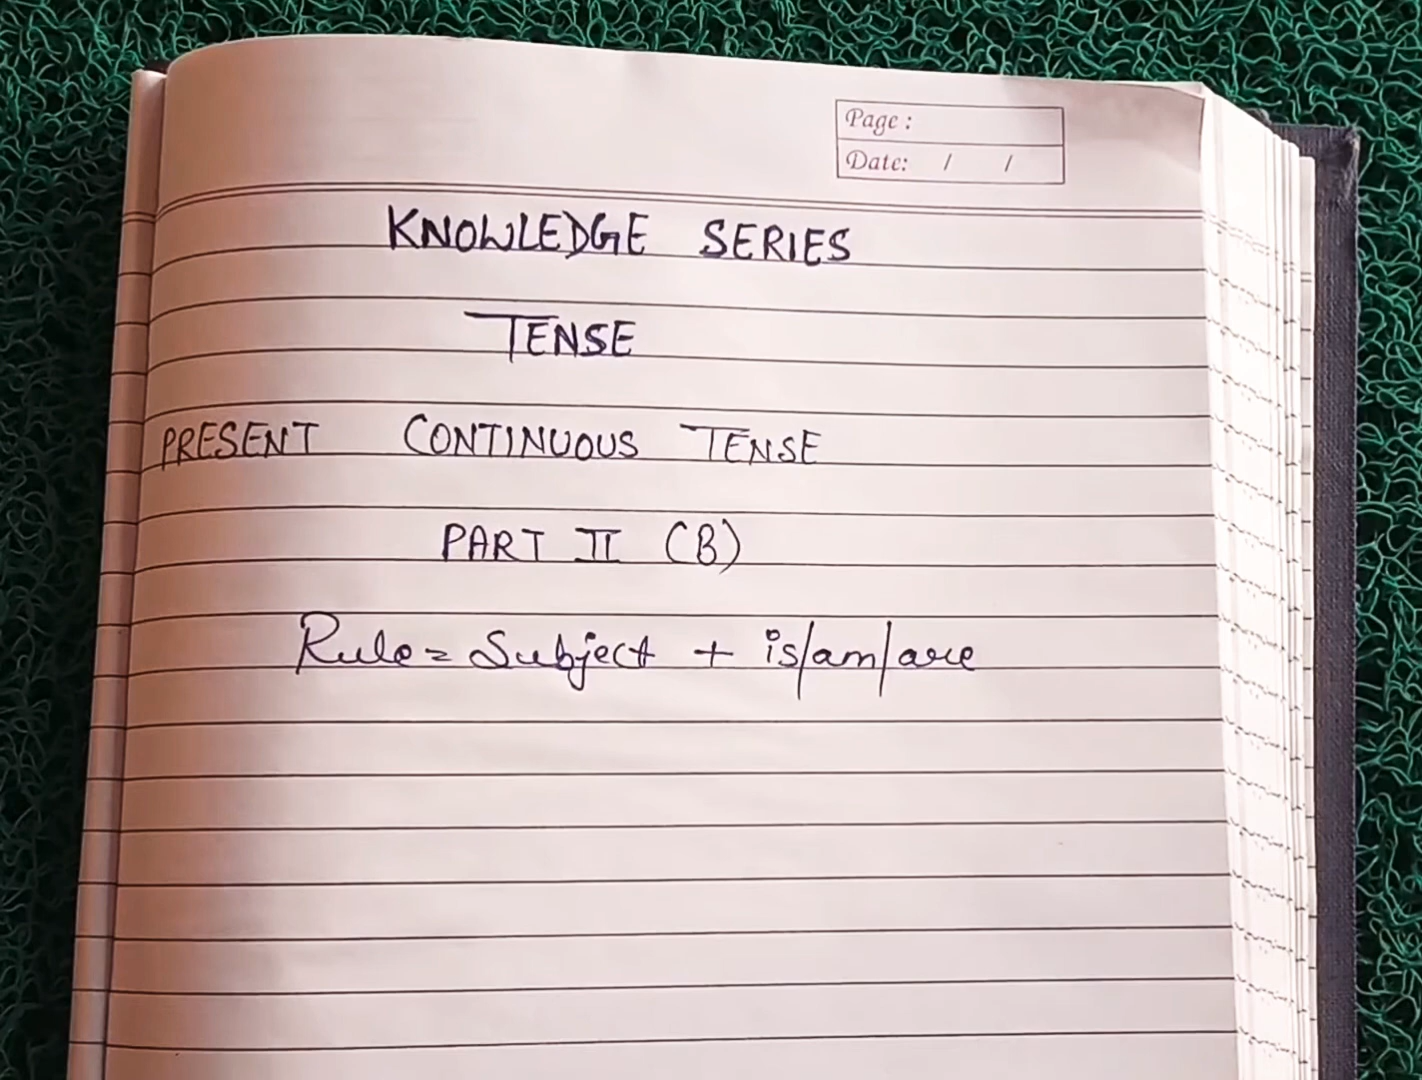 Page :
Date: / /
KNOWLEDGE SERIES
TENSE
PRESENT CONTINUOUS TENSE
PART II (B)
Rule = Subject + is/am/are